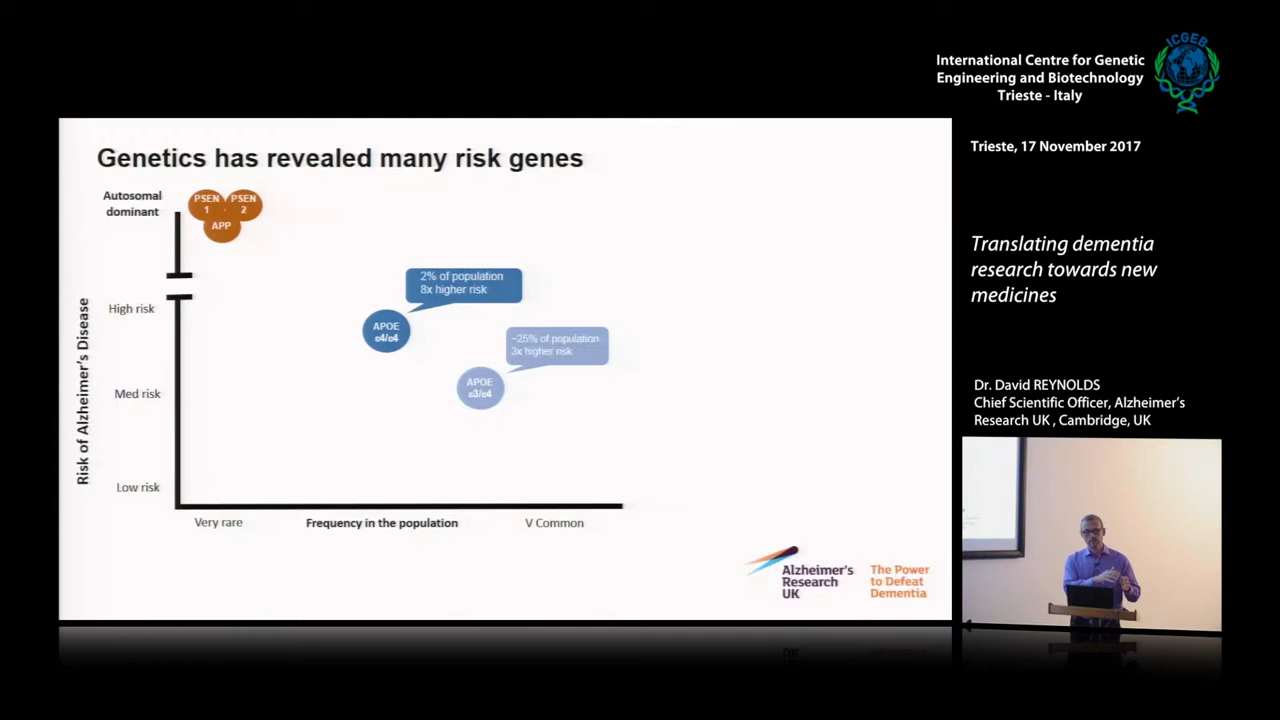 ICGEB
International Centre for Genetic
Engineering and Biotechnology
Trieste - Italy
Trieste, 17 November 2017
Translating dementia
research towards new
medicines
Dr. David REYNOLDS
Chief Scientific Officer, Alzheimer's
Research UK , Cambridge, UK
Genetics has revealed many risk genes
Autosomal
dominant
PSEN
1
PSEN
2
APP
2% of population
8x higher risk
High risk
APOE
ε4/ε4
~25% of population
3x higher risk
Med risk
APOE
ε3/ε4
Risk of Alzheimer's Disease
Low risk
Very rare
Frequency in the population
V Common
Alzheimer's
Research
UK
The Power
to Defeat
Dementia